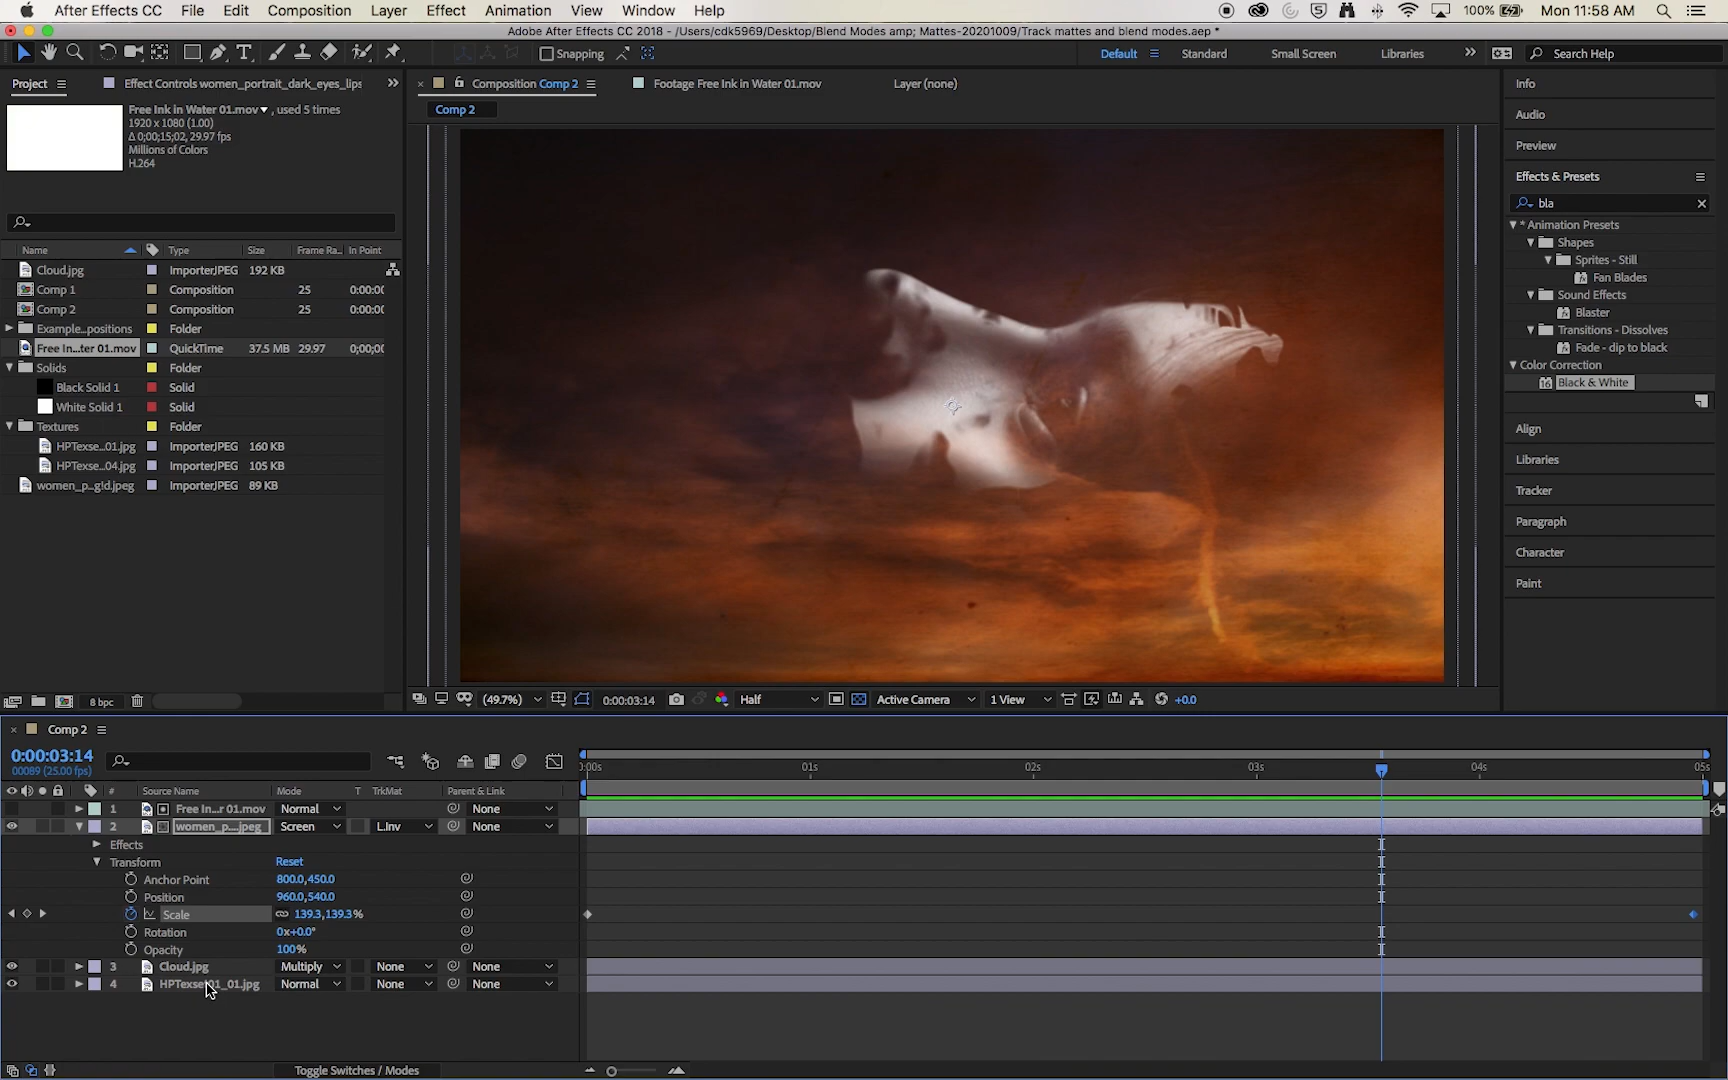 After Effects CC File Edit Composition Layer Effect Animation View Window Help 100% Mon 11:58 AM
Adobe After Effects CC 2018 - /Users/cdk5969/Desktop/Blend Modes amp; Mattes-20201009/Track mattes and blend modes.aep *
Snapping Default Standard Small Screen Libraries Search Help
Project Effect Controls women_portrait_dark_eyes_lips Composition Comp 2 Footage Free Ink in Water 01.mov Layer (none) Info
Free Ink in Water 01.mov , used 5 times Comp 2
1920 x 1080 (1.00) Audio
Δ 0;00;15;02, 29.97 fps
Millions of Colors Preview
H.264
Effects & Presets
bla
* Animation Presets
Shapes
Sprites - Still
Fan Blades
Sound Effects
Blaster
Transitions - Dissolves
Fade - dip to black
Color Correction
16 Black & White
Align
Libraries
Tracker
Paragraph
Character
Paint
Name Type Size Frame Ra... In Point
Cloud.jpg ImporterJPEG 192 KB
Comp 1 Composition 25 0:00:00
Comp 2 Composition 25 0:00:00
Example...positions Folder
Free In...ter 01.mov QuickTime 37.5 MB 29.97 0;00;00
Solids Folder
Black Solid 1 Solid
White Solid 1 Solid
Textures Folder
HPTexse...01.jpg ImporterJPEG 160 KB
HPTexse...04.jpg ImporterJPEG 105 KB
women_p...g!d.jpeg ImporterJPEG 89 KB
8 bpc (49.7%) 0:00:03:14 Half Active Camera 1 View +0.0
Comp 2
0:00:03:14
00089 (25.00 fps)
:00s 01s 02s 03s 04s 05s
# Source Name Mode T TrkMat Parent & Link
1 Free In...r 01.mov Normal None
2 women_p....jpeg Screen L.Inv None
Effects
Transform Reset
Anchor Point 800.0,450.0
Position 960.0,540.0
Scale 139.3,139.3%
Rotation 0x+0.0°
Opacity 100%
3 Cloud.jpg Multiply None None
4 HPTexset01_01.jpg Normal None None
Toggle Switches / Modes